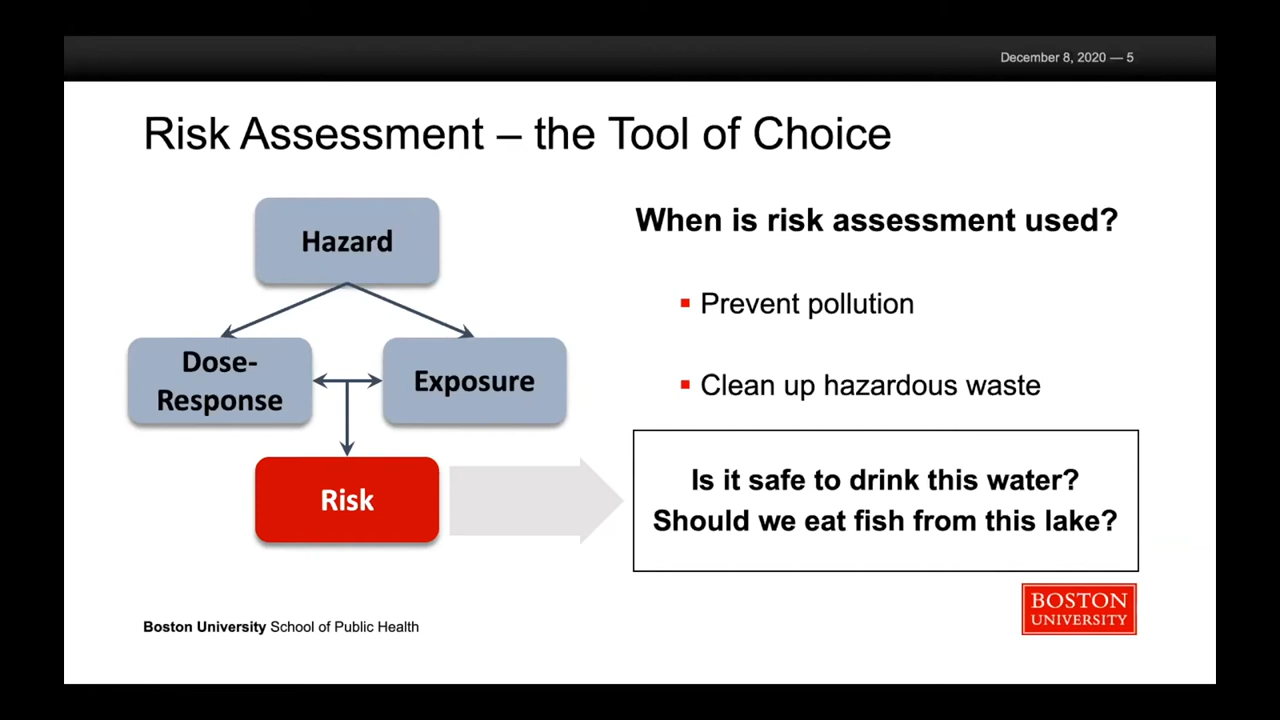 December 8, 2020 — 5
Risk Assessment – the Tool of Choice
Hazard
Dose-
Response
Exposure
Risk
When is risk assessment used?
▪ Prevent pollution
▪ Clean up hazardous waste
Is it safe to drink this water?
Should we eat fish from this lake?
Boston University School of Public Health
BOSTON
UNIVERSITY